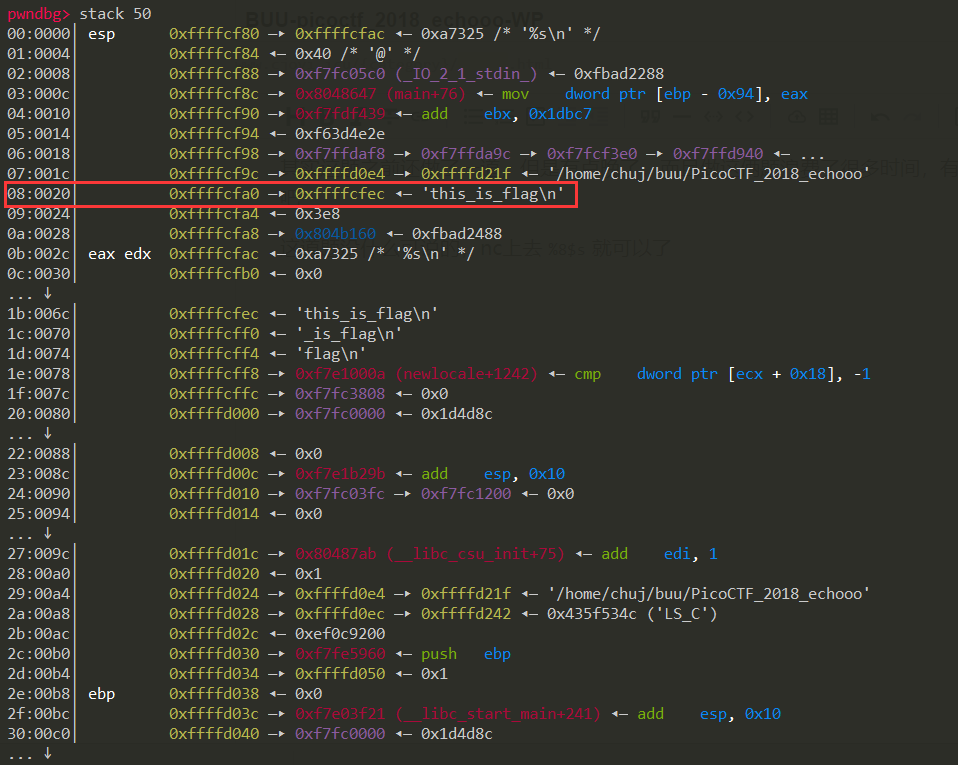 pwndbg> stack 50
00:0000│ esp 0xffffcf80 —▸ 0xffffcfac ◂— 0xa7325 /* '%s\n' */
01:0004│ 0xffffcf84 ◂— 0x40 /* '@' */
02:0008│ 0xffffcf88 —▸ 0xf7fc05c0 (_IO_2_1_stdin_) ◂— 0xfbad2288
03:000c│ 0xffffcf8c —▸ 0x8048647 (main+76) ◂— mov dword ptr [ebp - 0x94], eax
04:0010│ 0xffffcf90 —▸ 0xf7fdf439 ◂— add ebx, 0x1dbc7
05:0014│ 0xffffcf94 ◂— 0xf63d4e2e
06:0018│ 0xffffcf98 —▸ 0xf7ffdaf8 —▸ 0xf7ffda9c —▸ 0xf7fcf3e0 —▸ 0xf7ffd940 ◂— ...
07:001c│ 0xffffcf9c —▸ 0xffffd0e4 —▸ 0xffffd21f ◂— '/home/chuj/buu/PicoCTF_2018_echooo'
08:0020│ 0xffffcfa0 —▸ 0xffffcfec ◂— 'this_is_flag\n'
09:0024│ 0xffffcfa4 ◂— 0x3e8
0a:0028│ 0xffffcfa8 —▸ 0x804b160 ◂— 0xfbad2488
0b:002c│ eax edx 0xffffcfac ◂— 0xa7325 /* '%s\n' */
0c:0030│ 0xffffcfb0 ◂— 0x0
... ↓
1b:006c│ 0xffffcfec ◂— 'this_is_flag\n'
1c:0070│ 0xffffcff0 ◂— '_is_flag\n'
1d:0074│ 0xffffcff4 ◂— 'flag\n'
1e:0078│ 0xffffcff8 —▸ 0xf7e1000a (newlocale+1242) ◂— cmp dword ptr [ecx + 0x18], -1
1f:007c│ 0xffffcffc —▸ 0xf7fc3808 ◂— 0x0
20:0080│ 0xffffd000 —▸ 0xf7fc0000 ◂— 0x1d4d8c
... ↓
22:0088│ 0xffffd008 ◂— 0x0
23:008c│ 0xffffd00c —▸ 0xf7e1b29b ◂— add esp, 0x10
24:0090│ 0xffffd010 —▸ 0xf7fc03fc —▸ 0xf7fc1200 ◂— 0x0
25:0094│ 0xffffd014 ◂— 0x0
... ↓
27:009c│ 0xffffd01c —▸ 0x80487ab (__libc_csu_init+75) ◂— add edi, 1
28:00a0│ 0xffffd020 ◂— 0x1
29:00a4│ 0xffffd024 —▸ 0xffffd0e4 —▸ 0xffffd21f ◂— '/home/chuj/buu/PicoCTF_2018_echooo'
2a:00a8│ 0xffffd028 —▸ 0xffffd0ec —▸ 0xffffd242 ◂— 0x435f534c ('LS_C')
2b:00ac│ 0xffffd02c ◂— 0xef0c9200
2c:00b0│ 0xffffd030 —▸ 0xf7fe5960 ◂— push ebp
2d:00b4│ 0xffffd034 —▸ 0xffffd050 ◂— 0x1
2e:00b8│ ebp 0xffffd038 ◂— 0x0
2f:00bc│ 0xffffd03c —▸ 0xf7e03f21 (__libc_start_main+241) ◂— add esp, 0x10
30:00c0│ 0xffffd040 —▸ 0xf7fc0000 ◂— 0x1d4d8c
... ↓